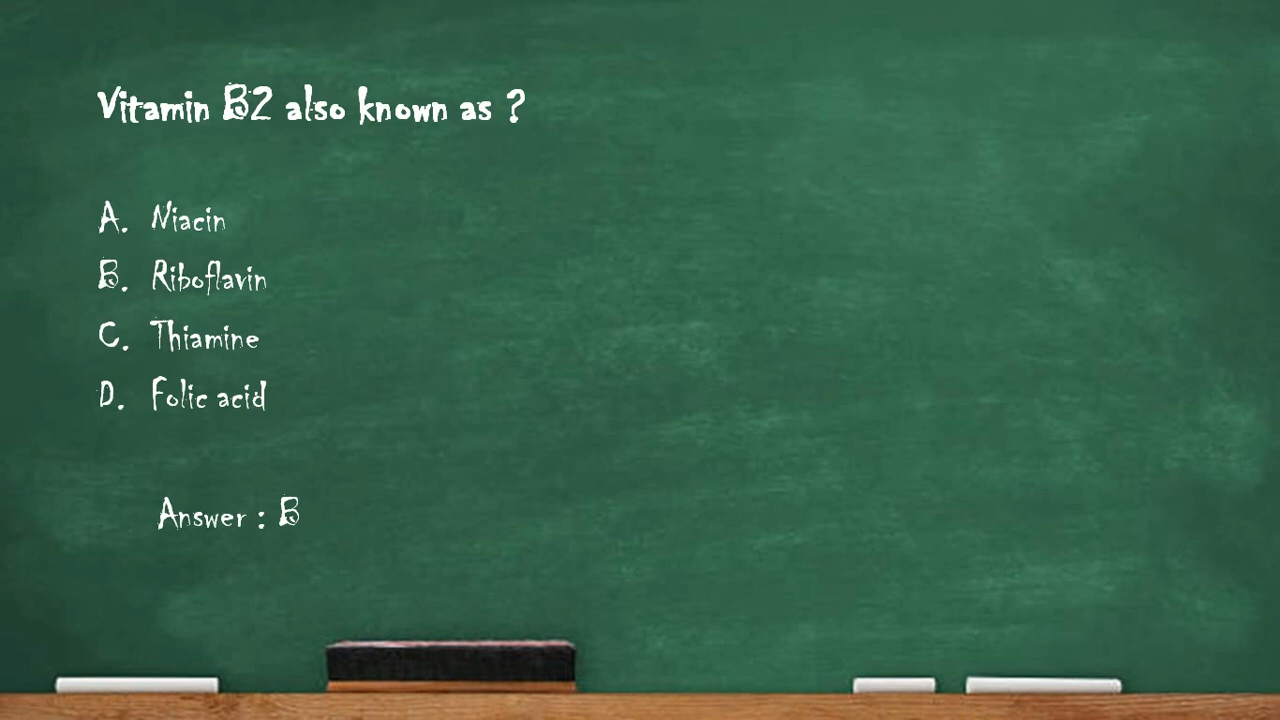 Vitamin B2 also known as ?
A. Niacin
B. Riboflavin
C. Thiamine
D. Folic acid
Answer : B